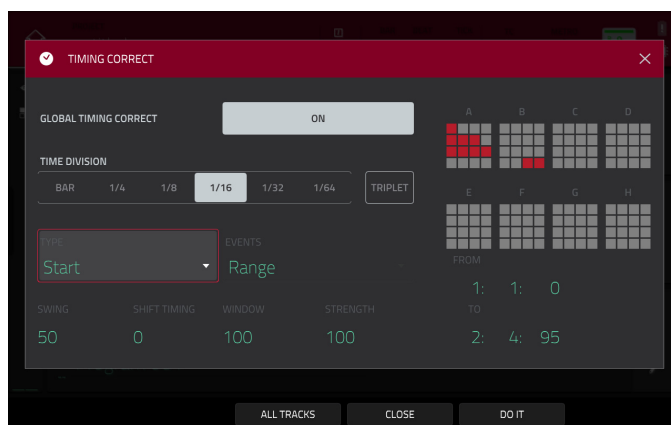 TIMING CORRECT
GLOBAL TIMING CORRECT
ON
A B C D
TIME DIVISION
BAR 1/4 1/8 1/16 1/32 1/64 TRIPLET
E F G H
TYPE
Start
EVENTS
Range
FROM
1: 1: 0
SWING SHIFT TIMING WINDOW STRENGTH TO
50 0 100 100 2: 4: 95
ALL TRACKS CLOSE DO IT